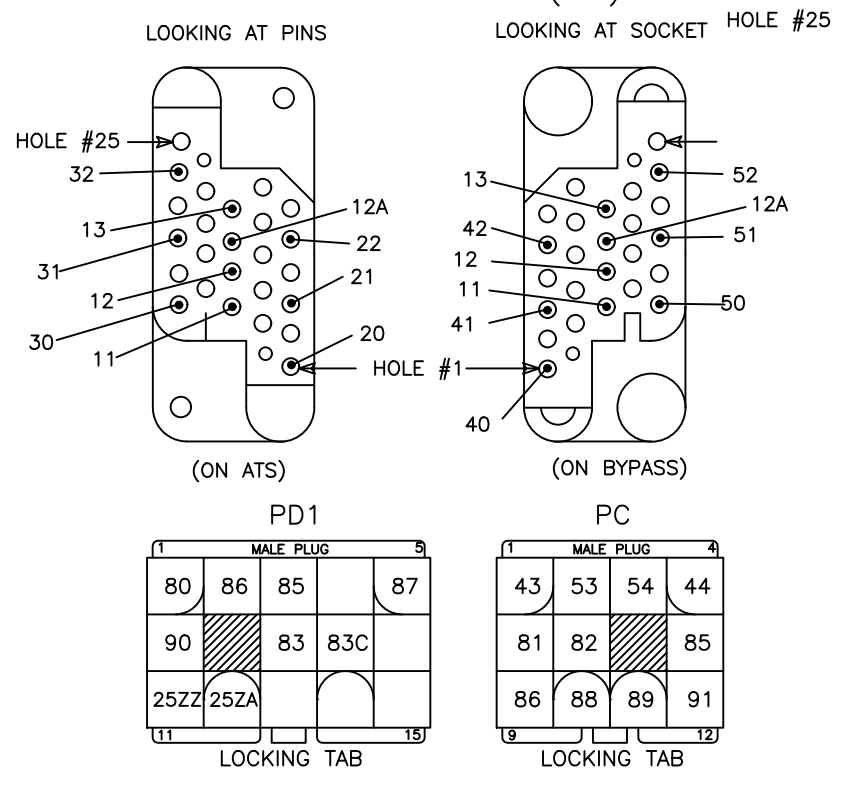 HOLE #25
LOOKING AT PINS
LOOKING AT SOCKET
HOLE #25
32
13
31
12
30
11
12A
22
21
20
HOLE #1
13
42
12
11
41
40
52
12A
51
50
(ON ATS)
(ON BYPASS)
PD1
1 MALE PLUG 5
80 86 85 87
90 83 83C
25ZZ 25ZA
11 15
LOCKING TAB
PC
1 MALE PLUG 4
43 53 54 44
81 82 85
86 88 89 91
9 12
LOCKING TAB